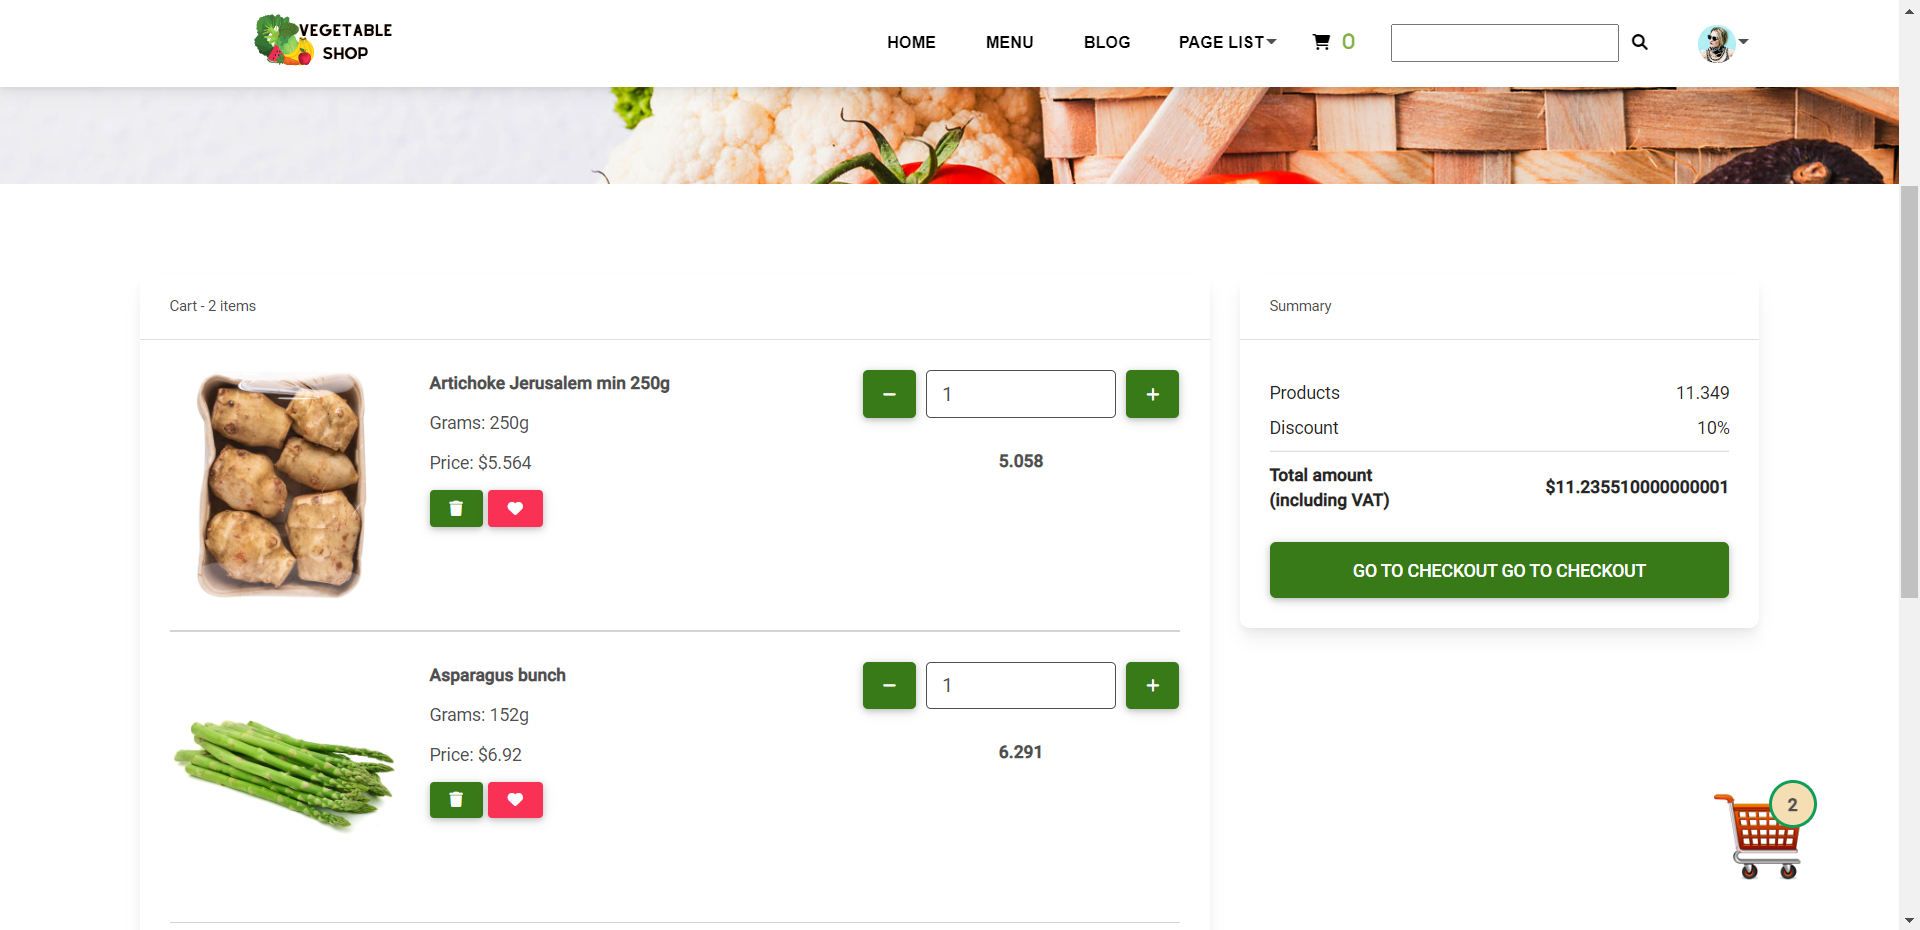 VEGETABLE
SHOP
HOME
MENU
BLOG
PAGE LIST
0
Cart - 2 items
Artichoke Jerusalem min 250g
Grams: 250g
Price: $5.564
1
5.058
Asparagus bunch
Grams: 152g
Price: $6.92
1
6.291
Summary
Products 11.349
Discount 10%
Total amount
(including VAT)
$11.235510000000001
GO TO CHECKOUT GO TO CHECKOUT
2